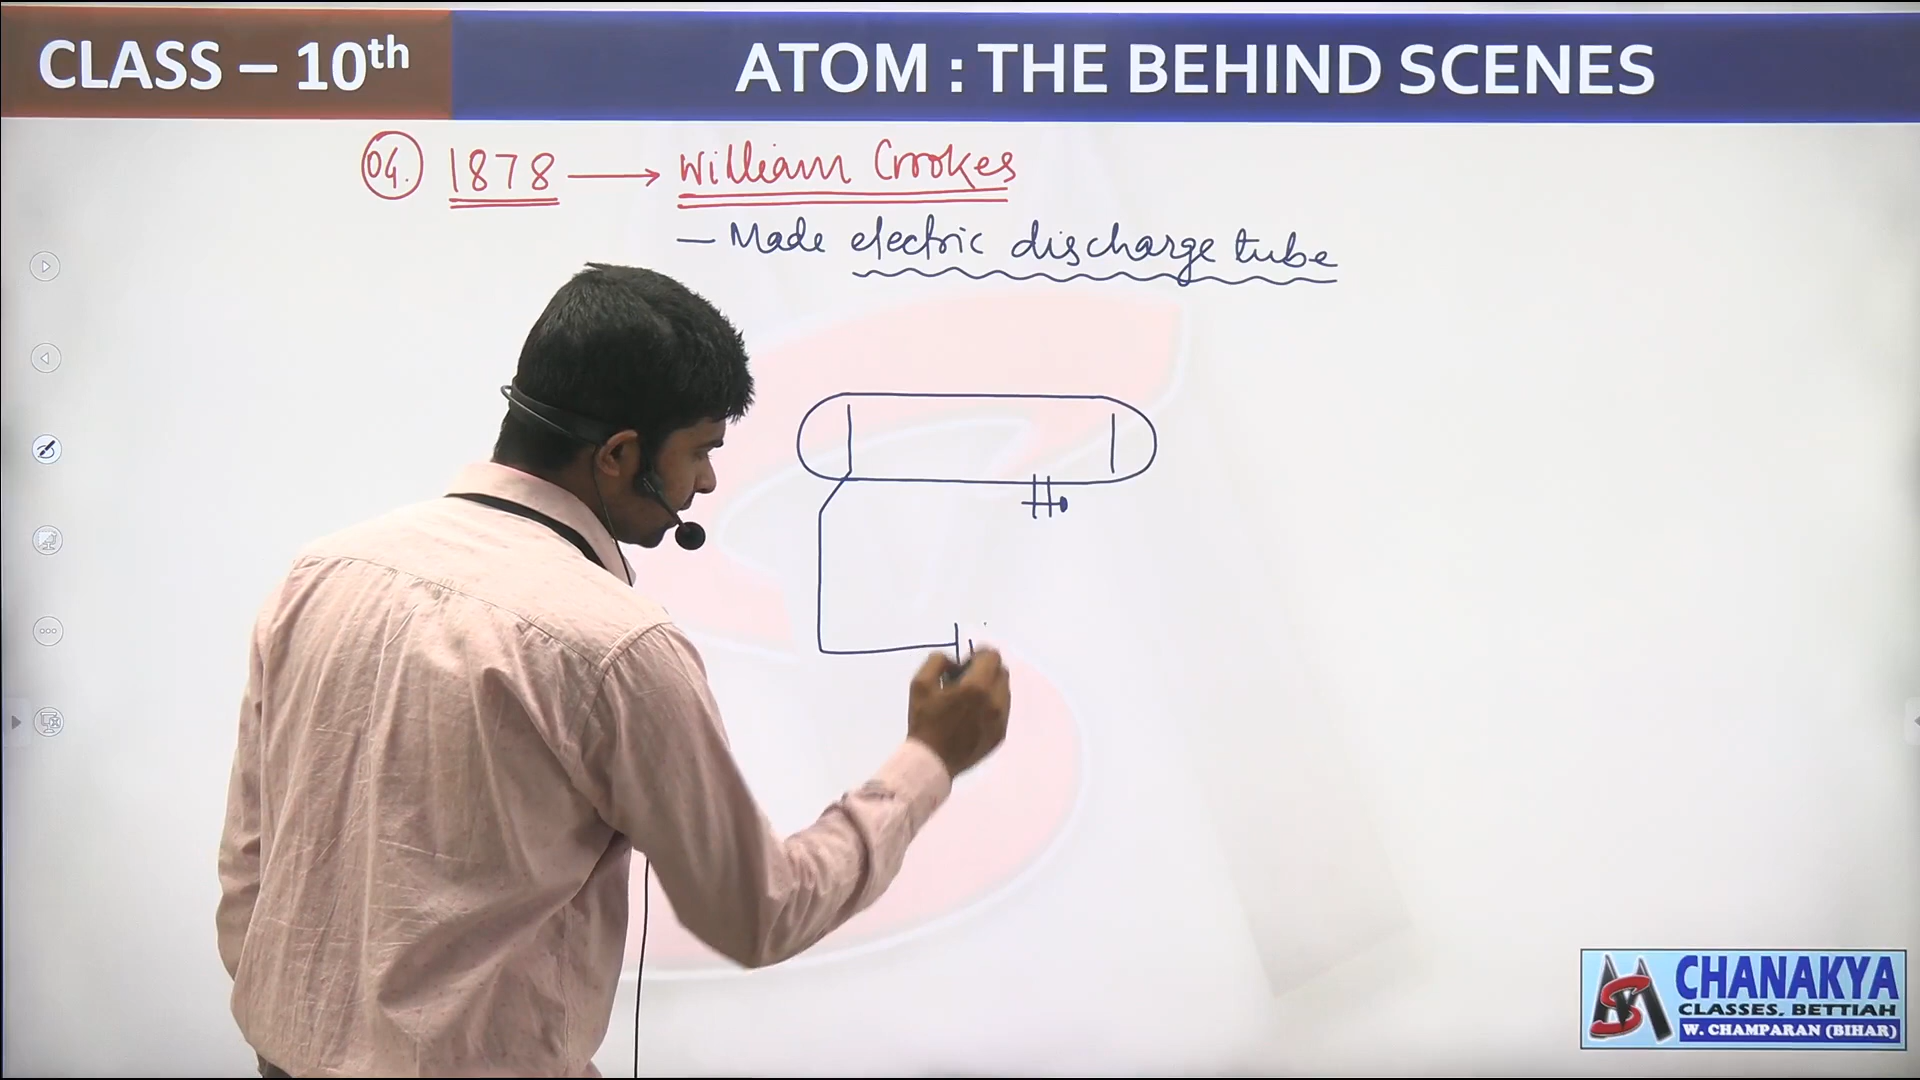 CLASS – 10th
ATOM : THE BEHIND SCENES
04. 1878 → William Crookes
— Made electric discharge tube
CHANAKYA
CLASSES, BETTIAH
W. CHAMPARAN (BIHAR)